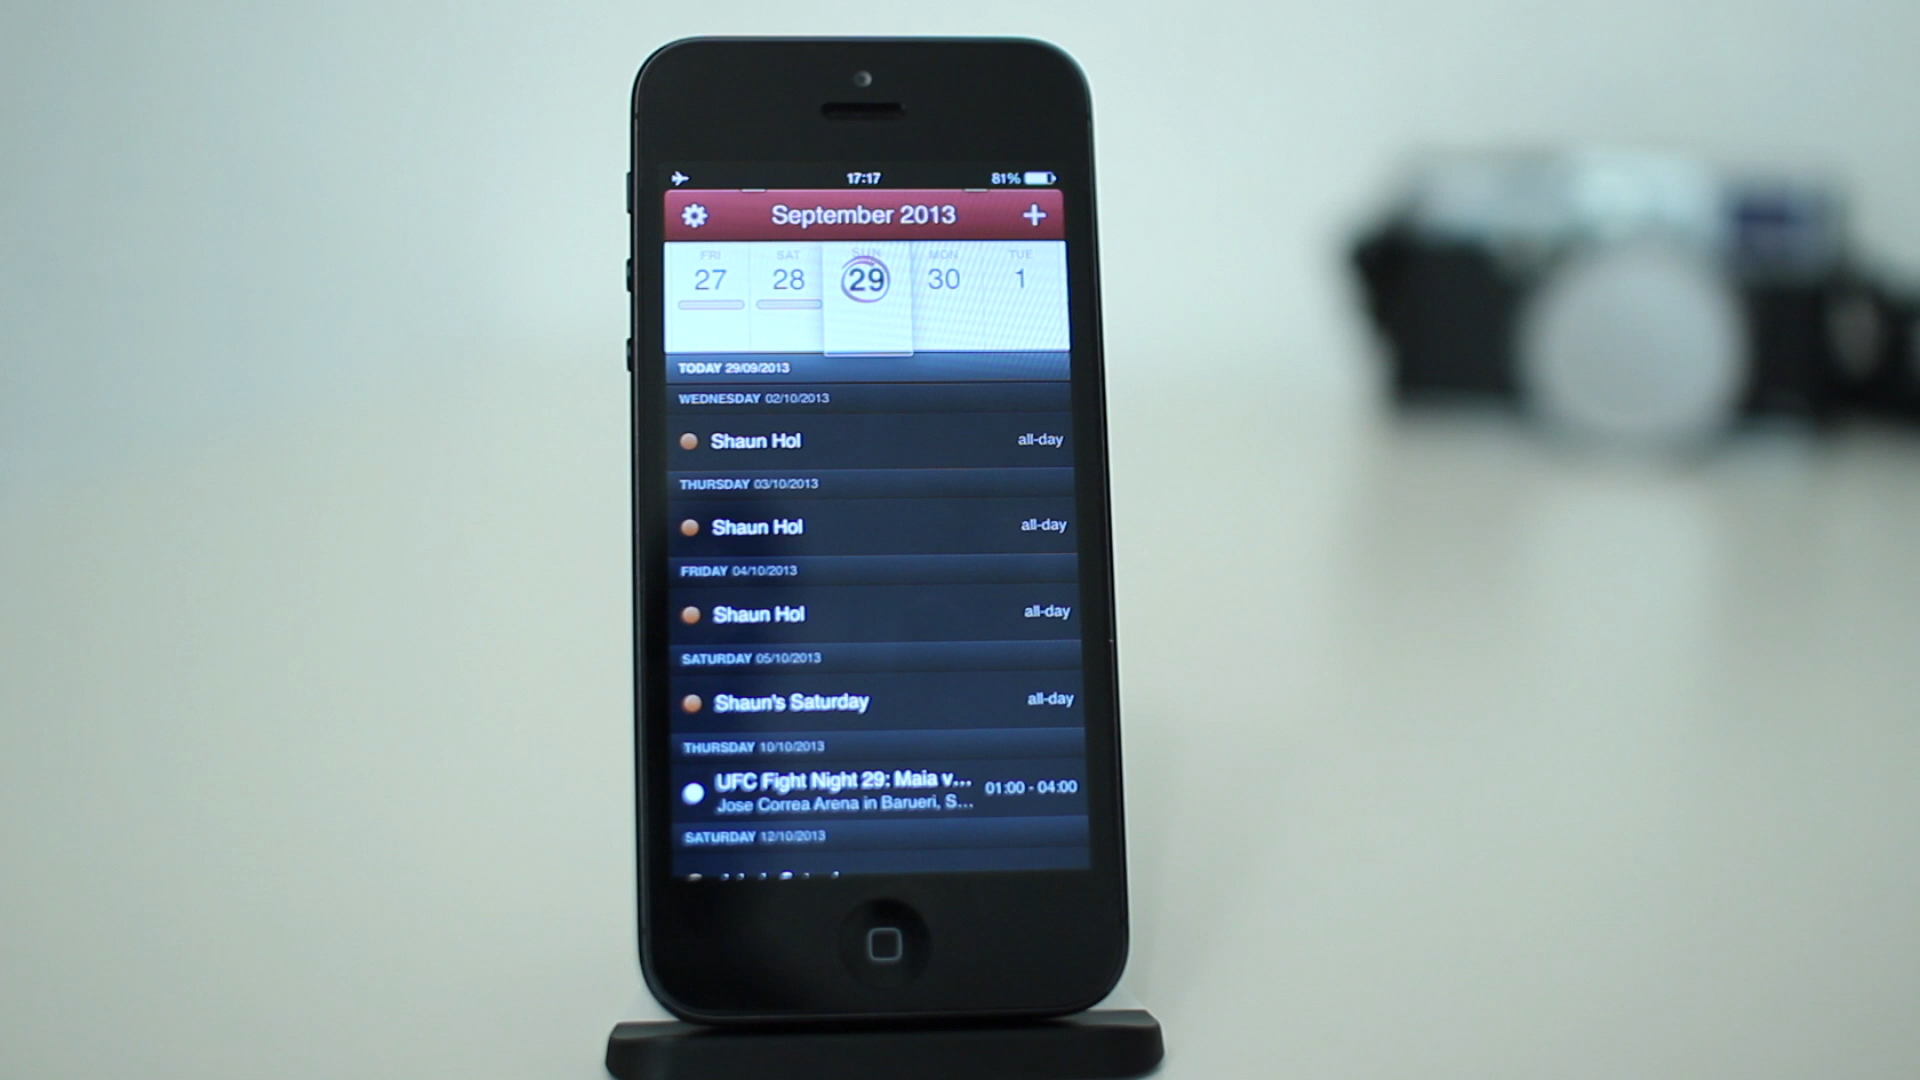 17:17 81%
September 2013 +
FRI SAT SUN MON TUE
27 28 29 30 1
TODAY 29/09/2013
WEDNESDAY 02/10/2013
Shaun Hol all-day
THURSDAY 03/10/2013
Shaun Hol all-day
FRIDAY 04/10/2013
Shaun Hol all-day
SATURDAY 05/10/2013
Shaun's Saturday all-day
THURSDAY 10/10/2013
UFC Fight Night 29: Maia v... 01:00 - 04:00
Jose Correa Arena in Barueri, S...
SATURDAY 12/10/2013